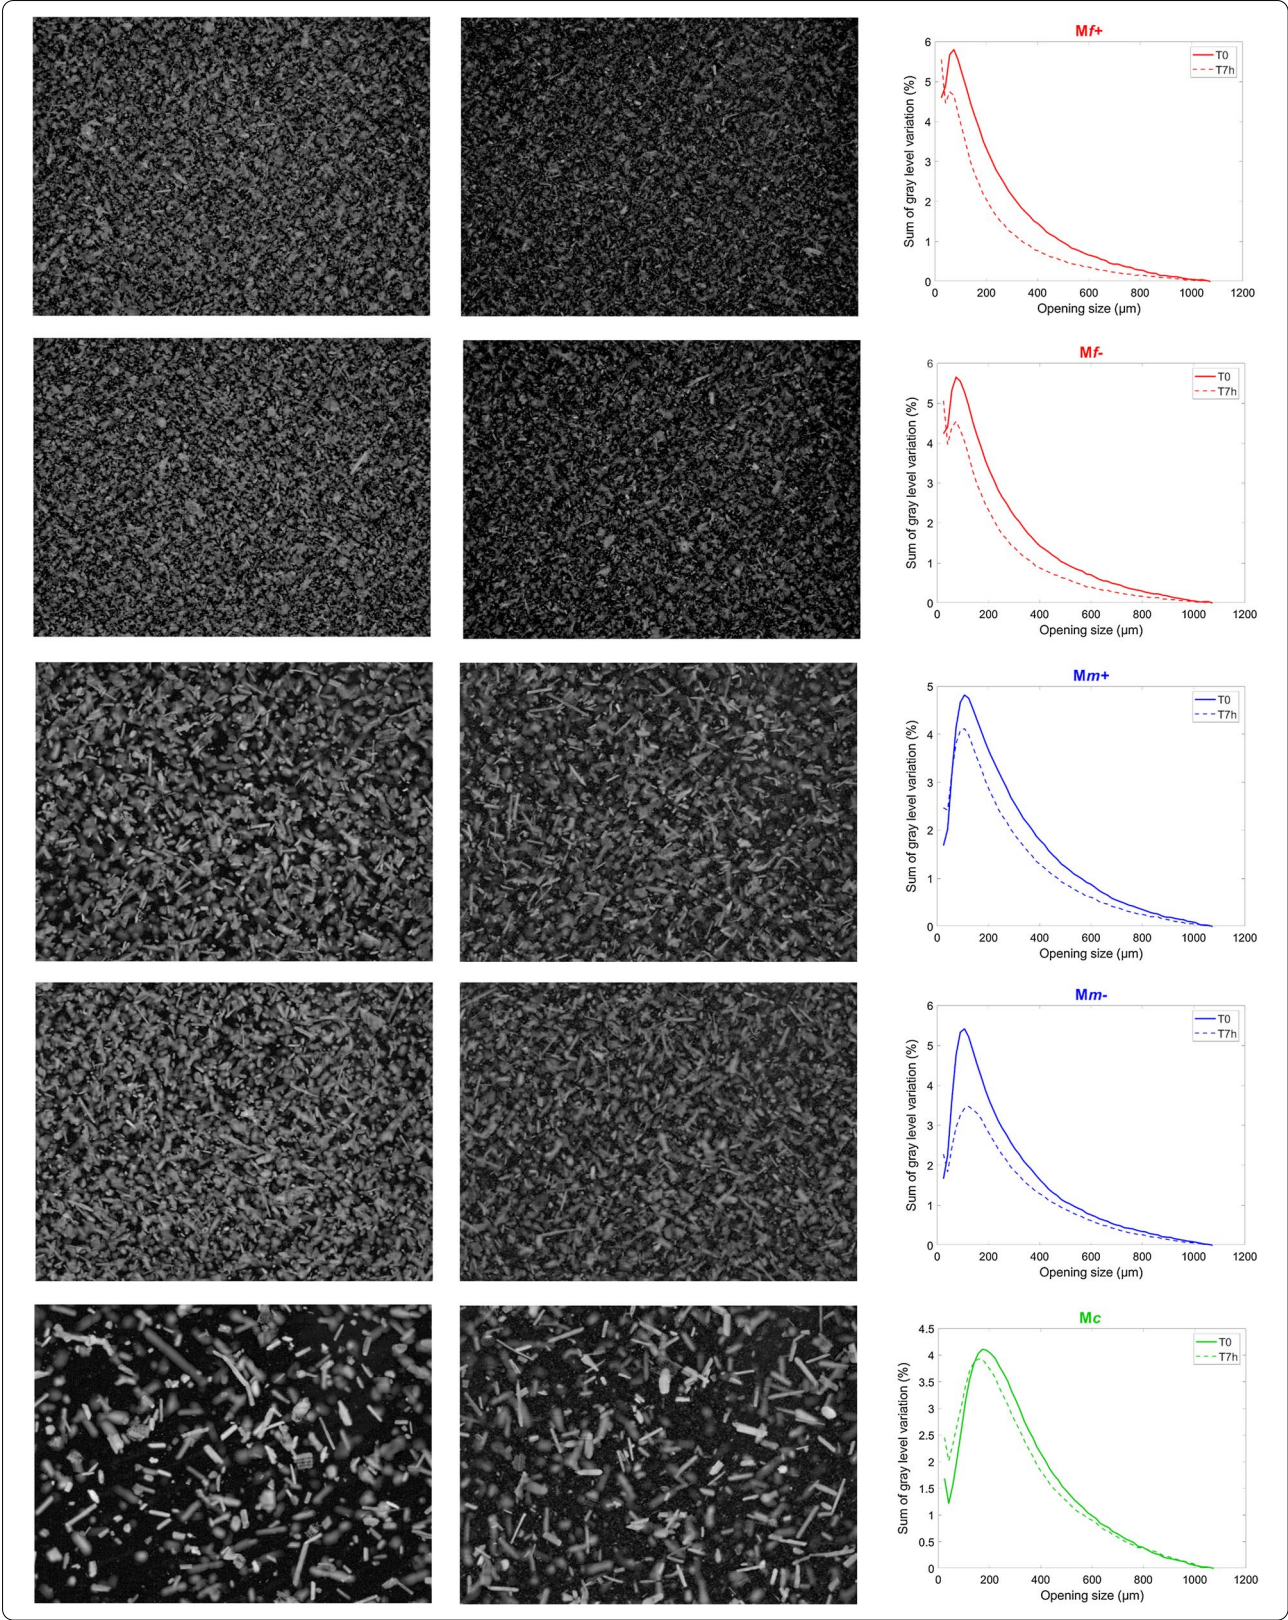 Mf+
Sum of gray level variation (%)
6
5
4
3
2
1
0
T0
T7h
0 200 400 600 800 1000 1200
Opening size (µm)
Mf-
Sum of gray level variation (%)
6
5
4
3
2
1
0
T0
T7h
0 200 400 600 800 1000 1200
Opening size (µm)
Mm+
Sum of gray level variation (%)
5
4
3
2
1
0
T0
T7h
0 200 400 600 800 1000 1200
Opening size (µm)
Mm-
Sum of gray level variation (%)
6
5
4
3
2
1
0
T0
T7h
0 200 400 600 800 1000 1200
Opening size (µm)
Mc
Sum of gray level variation (%)
4.5
4
3.5
3
2.5
2
1.5
1
0.5
0
T0
T7h
0 200 400 600 800 1000 1200
Opening size (µm)